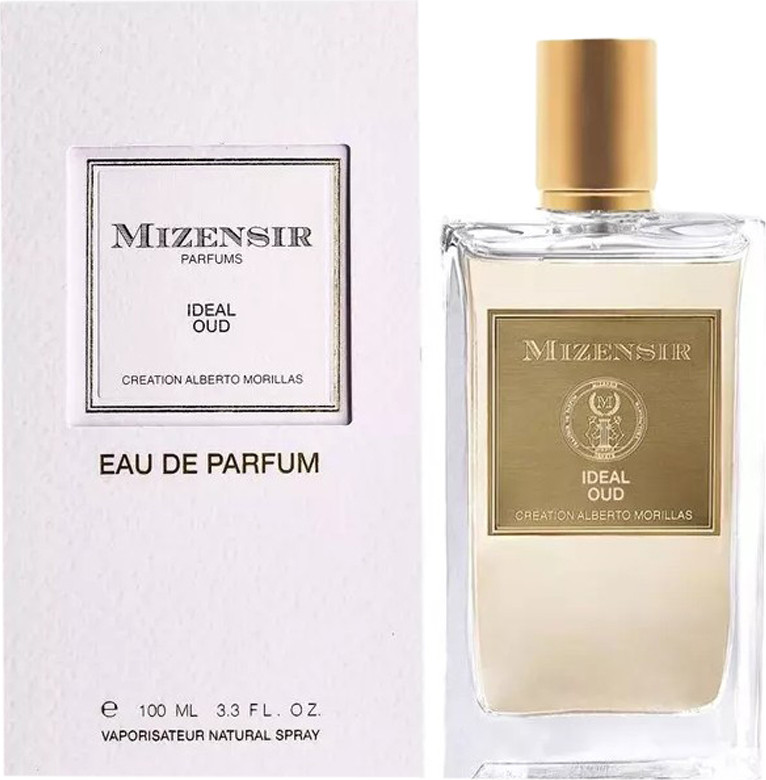 MIZENSIR
PARFUMS
IDEAL
OUD
CREATION ALBERTO MORILLAS
EAU DE PARFUM
e 100 ML 3.3 FL. OZ.
VAPORISATEUR NATURAL SPRAY
MIZENSIR
M
IDEAL
OUD
CREATION ALBERTO MORILLAS